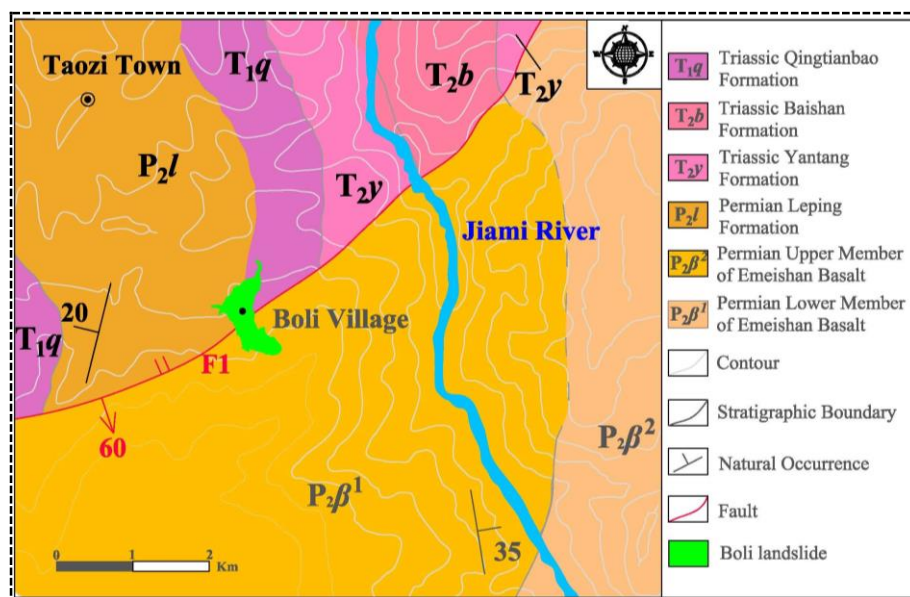 Taozi Town
T₁q
T₂b
T₂y
P₂l
T₂y
Jiami River
20
Boli Village
T₁q
F1
60
P₂β²
P₂β¹
35
0 1 2
Km
T₁q Triassic Qingtianbao
Formation
T₂b Triassic Baishan
Formation
T₂y Triassic Yantang
Formation
P₂l Permian Leping
Formation
P₂β² Permian Upper Member
of Emeishan Basalt
P₂β¹ Permian Lower Member
of Emeishan Basalt
Contour
Stratigraphic Boundary
Natural Occurrence
Fault
Boli landslide